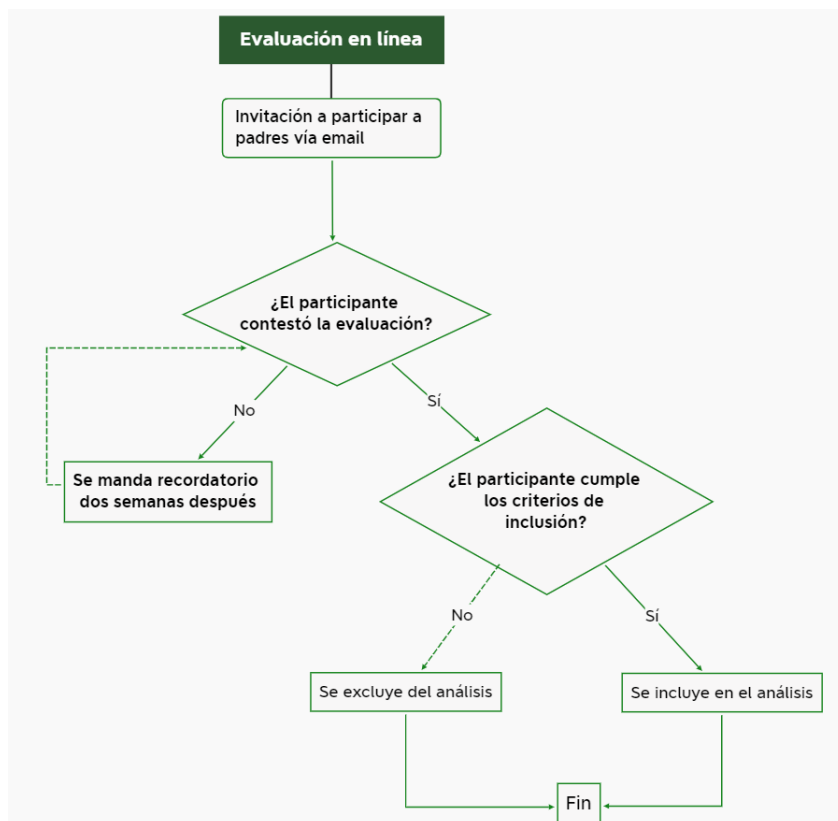 Evaluación en línea
Invitación a participar a
padres vía email
¿El participante
contestó la evaluación?
No
Sí
Se manda recordatorio
dos semanas después
¿El participante cumple
los criterios de
inclusión?
No
Sí
Se excluye del análisis
Se incluye en el análisis
Fin